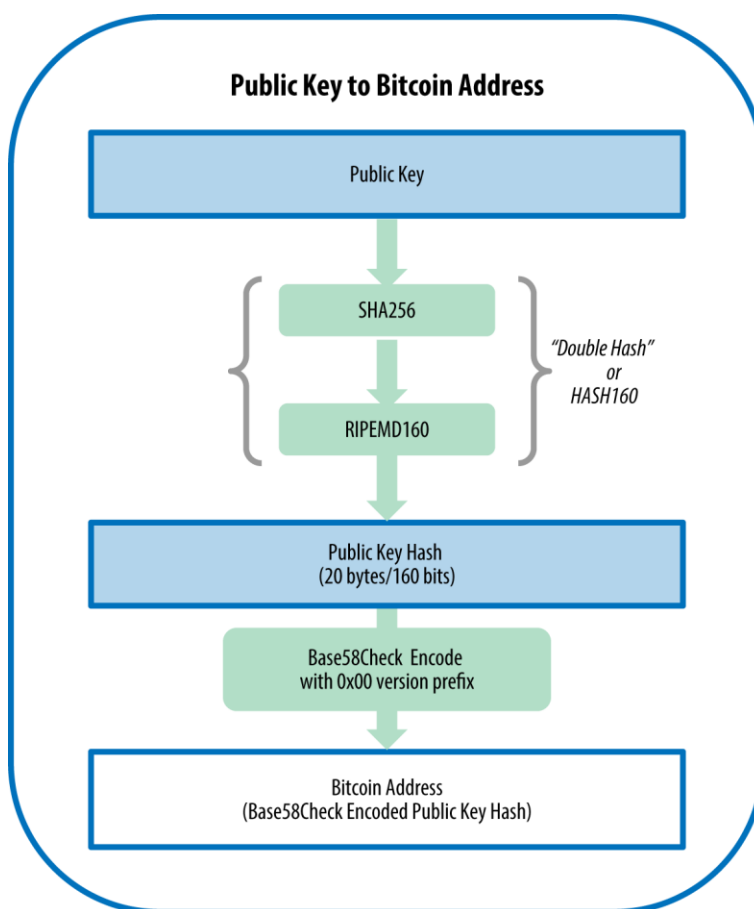 Public Key to Bitcoin Address
Public Key
SHA256
“Double Hash”
or
HASH160
RIPEMD160
Public Key Hash
(20 bytes/160 bits)
Base58Check Encode
with 0x00 version prefix
Bitcoin Address
(Base58Check Encoded Public Key Hash)